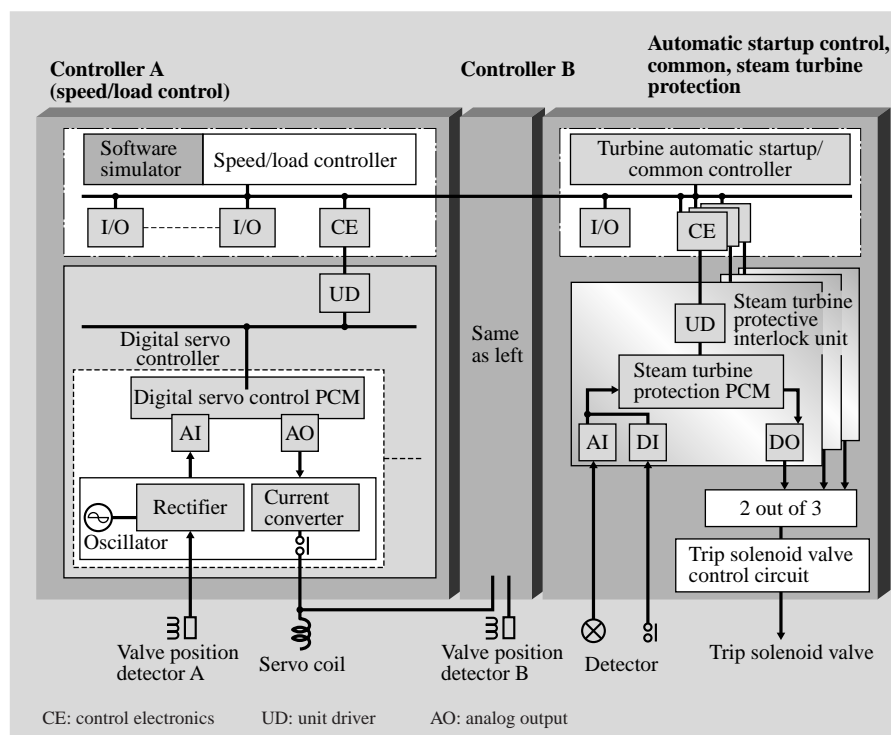 Controller A
(speed/load control)
Controller B
Automatic startup control,
common, steam turbine
protection
Software
simulator
Speed/load controller
I/O
I/O
CE
UD
Digital servo
controller
Digital servo control PCM
AI
AO
Rectifier
Current
converter
Oscillator
Valve position
detector A
Servo coil
Same
as left
Valve position
detector B
Turbine automatic startup/
common controller
I/O
CE
UD
Steam turbine
protective
interlock unit
Steam turbine
protection PCM
AI
DI
DO
2 out of 3
Trip solenoid valve
control circuit
Detector
Trip solenoid valve
CE: control electronics
UD: unit driver
AO: analog output